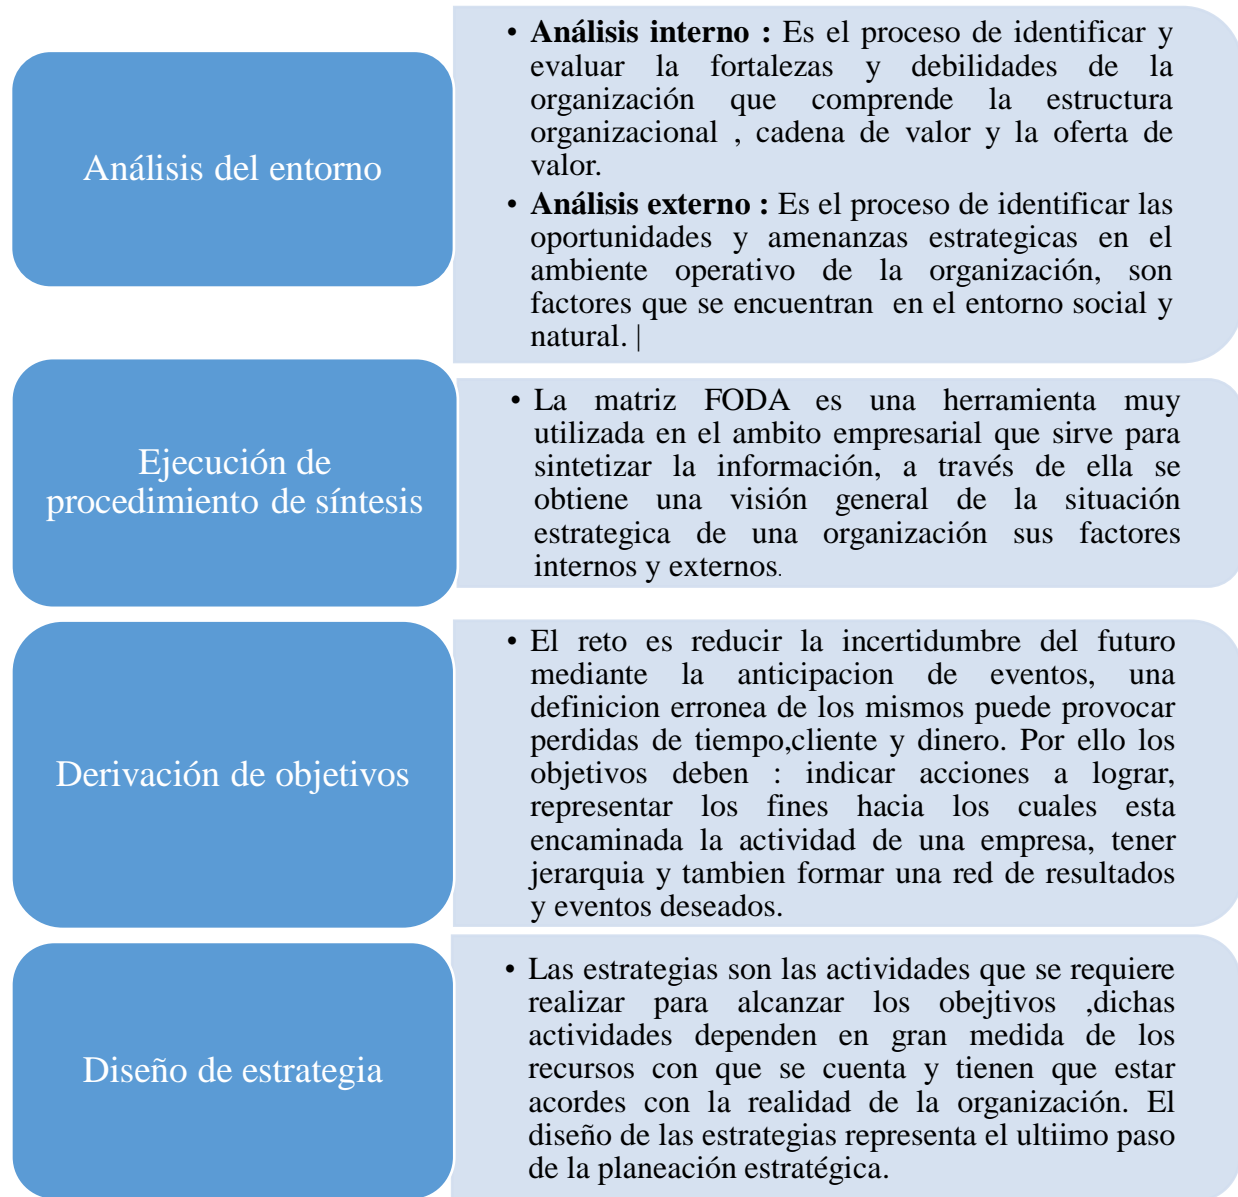 Análisis del entorno
• Análisis interno : Es el proceso de identificar y
evaluar la fortalezas y debilidades de la
organización que comprende la estructura
organizacional , cadena de valor y la oferta de
valor.
• Análisis externo : Es el proceso de identificar las
oportunidades y amenanzas estrategicas en el
ambiente operativo de la organización, son
factores que se encuentran en el entorno social y
natural. |
Ejecución de
procedimiento de síntesis
• La matriz FODA es una herramienta muy
utilizada en el ambito empresarial que sirve para
sintetizar la información, a través de ella se
obtiene una visión general de la situación
estrategica de una organización sus factores
internos y externos.
Derivación de objetivos
• El reto es reducir la incertidumbre del futuro
mediante la anticipacion de eventos, una
definicion erronea de los mismos puede provocar
perdidas de tiempo,cliente y dinero. Por ello los
objetivos deben : indicar acciones a lograr,
representar los fines hacia los cuales esta
encaminada la actividad de una empresa, tener
jerarquia y tambien formar una red de resultados
y eventos deseados.
Diseño de estrategia
• Las estrategias son las actividades que se requiere
realizar para alcanzar los obejtivos ,dichas
actividades dependen en gran medida de los
recursos con que se cuenta y tienen que estar
acordes con la realidad de la organización. El
diseño de las estrategias representa el ultiimo paso
de la planeación estratégica.